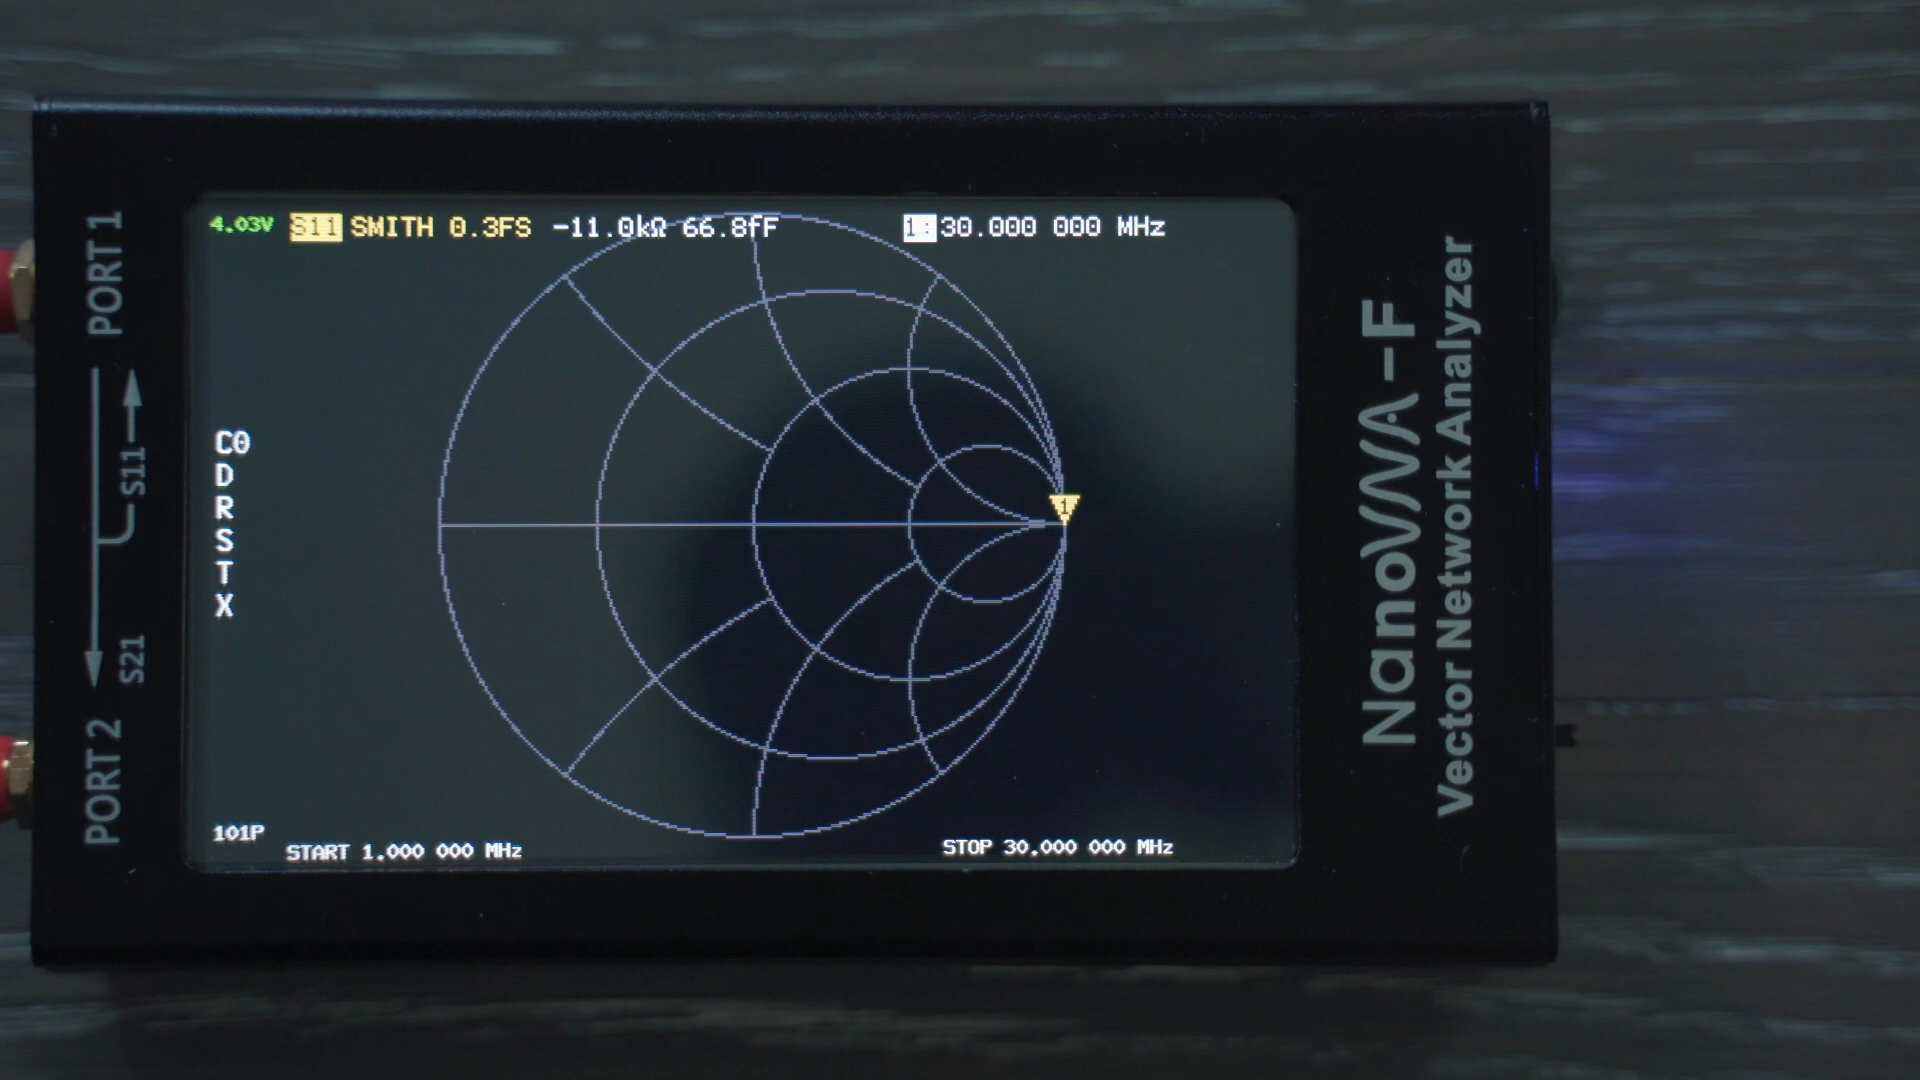 4.03V S11 SMITH 0.3FS -11.0kΩ 66.8fF 1:30.000 000 MHz
1
C0
D
R
S
T
X
101P
START 1.000 000 MHz STOP 30.000 000 MHz
PORT 1
S11
S21
PORT 2
NanoVNA-F
Vector Network Analyzer